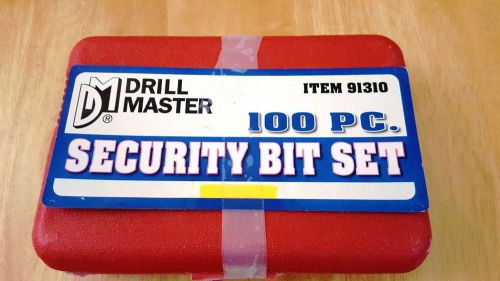 DM DRILL MASTER ®
ITEM 91310
100 PC.
SECURITY BIT SET